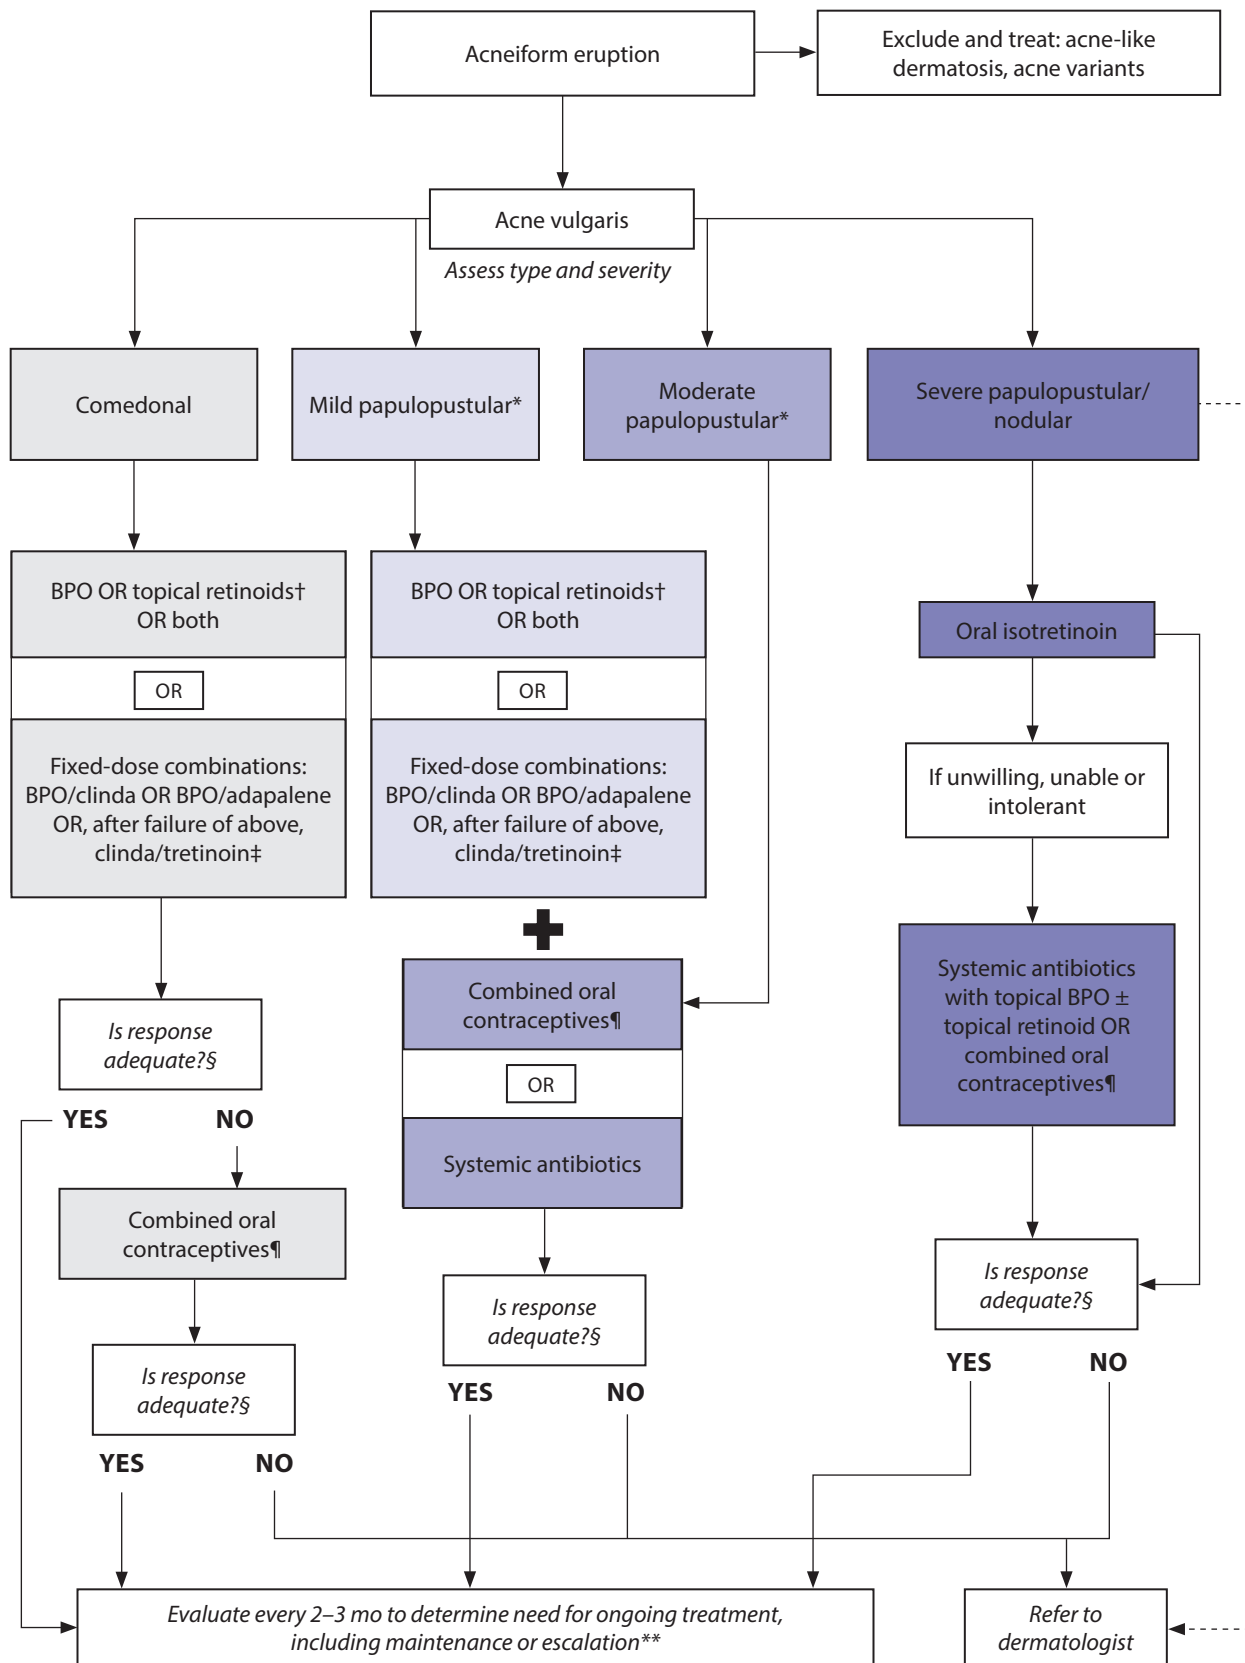 Acneiform eruption
Exclude and treat: acne-like
dermatosis, acne variants
Acne vulgaris
Assess type and severity
Comedonal
Mild papulopustular*
Moderate
papulopustular*
Severe papulopustular/
nodular
BPO OR topical retinoids†
OR both
OR
Fixed-dose combinations:
BPO/clinda OR BPO/adapalene
OR, after failure of above,
clinda/tretinoin‡
BPO OR topical retinoids†
OR both
OR
Fixed-dose combinations:
BPO/clinda OR BPO/adapalene
OR, after failure of above,
clinda/tretinoin‡
Oral isotretinoin
If unwilling, unable or
intolerant
Systemic antibiotics
with topical BPO ±
topical retinoid OR
combined oral
contraceptives¶
Combined oral
contraceptives¶
OR
Systemic antibiotics
Is response
adequate?§
YES NO
Combined oral
contraceptives¶
Is response
adequate?§
YES NO
Is response
adequate?§
YES NO
Is response
adequate?§
YES NO
Evaluate every 2–3 mo to determine need for ongoing treatment,
including maintenance or escalation**
Refer to
dermatologist